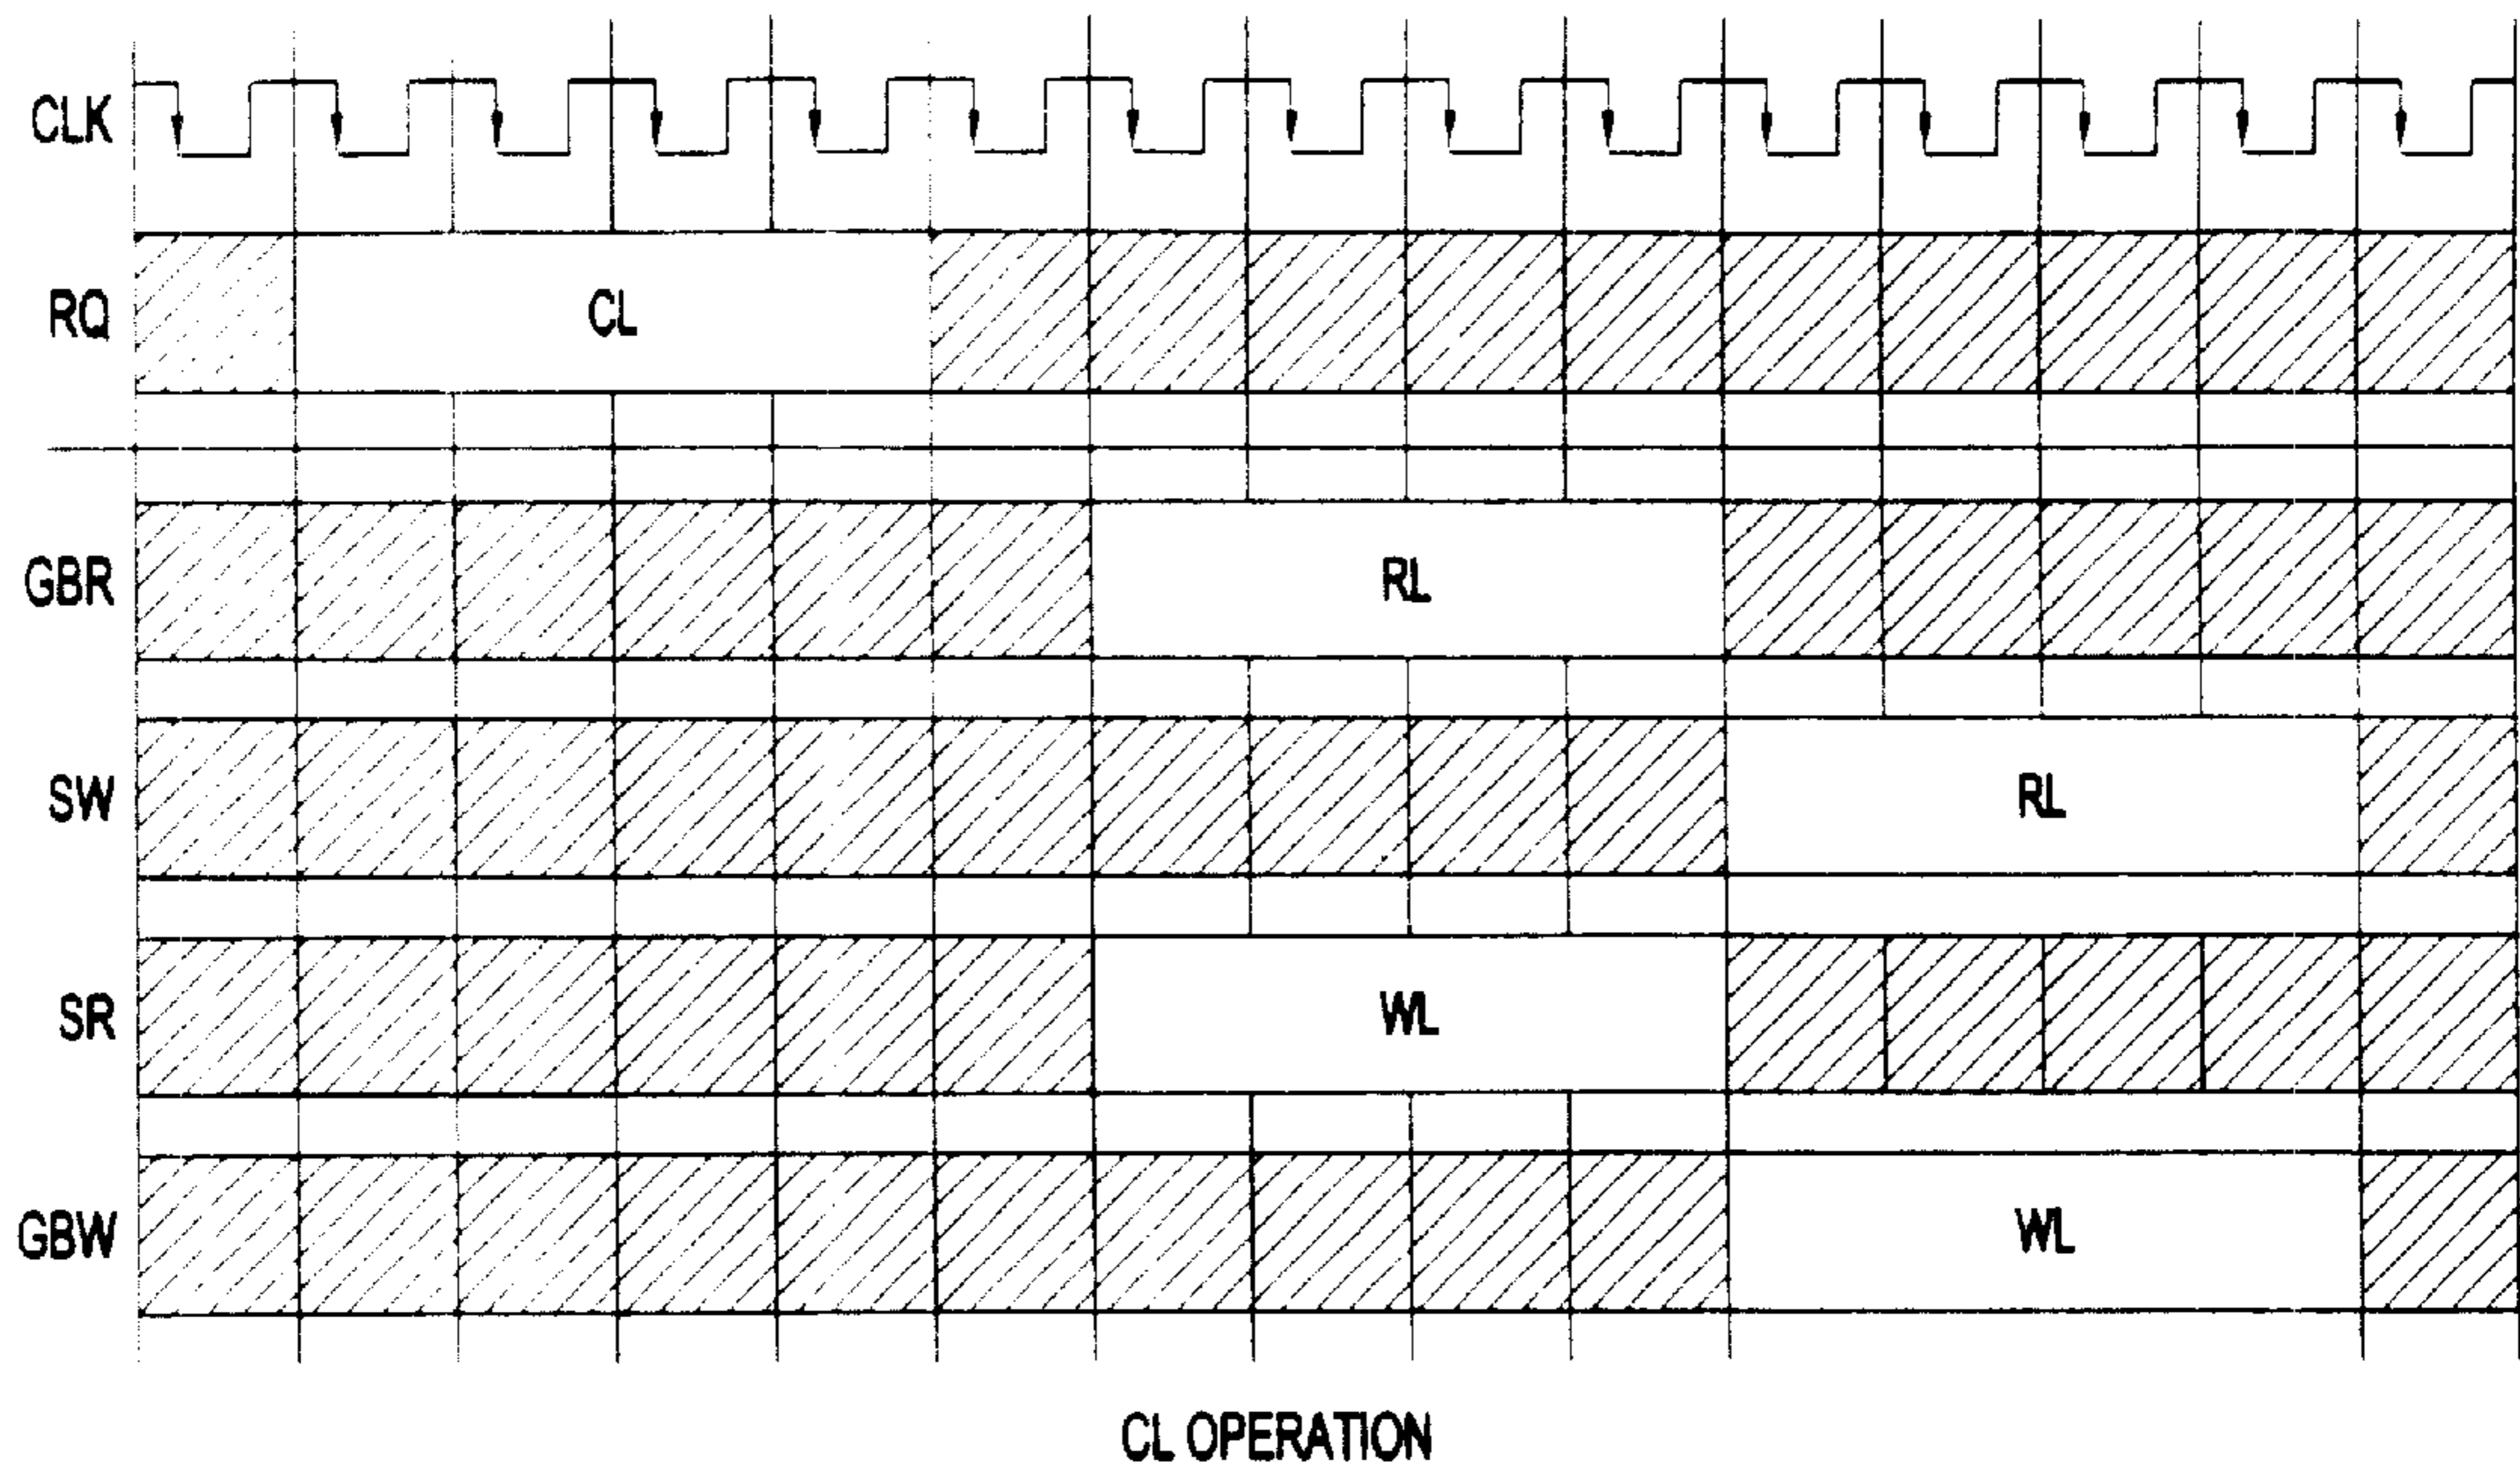 CLK
RQ CL
GBR RL
SW RL
SR WL
GBW WL
CL OPERATION